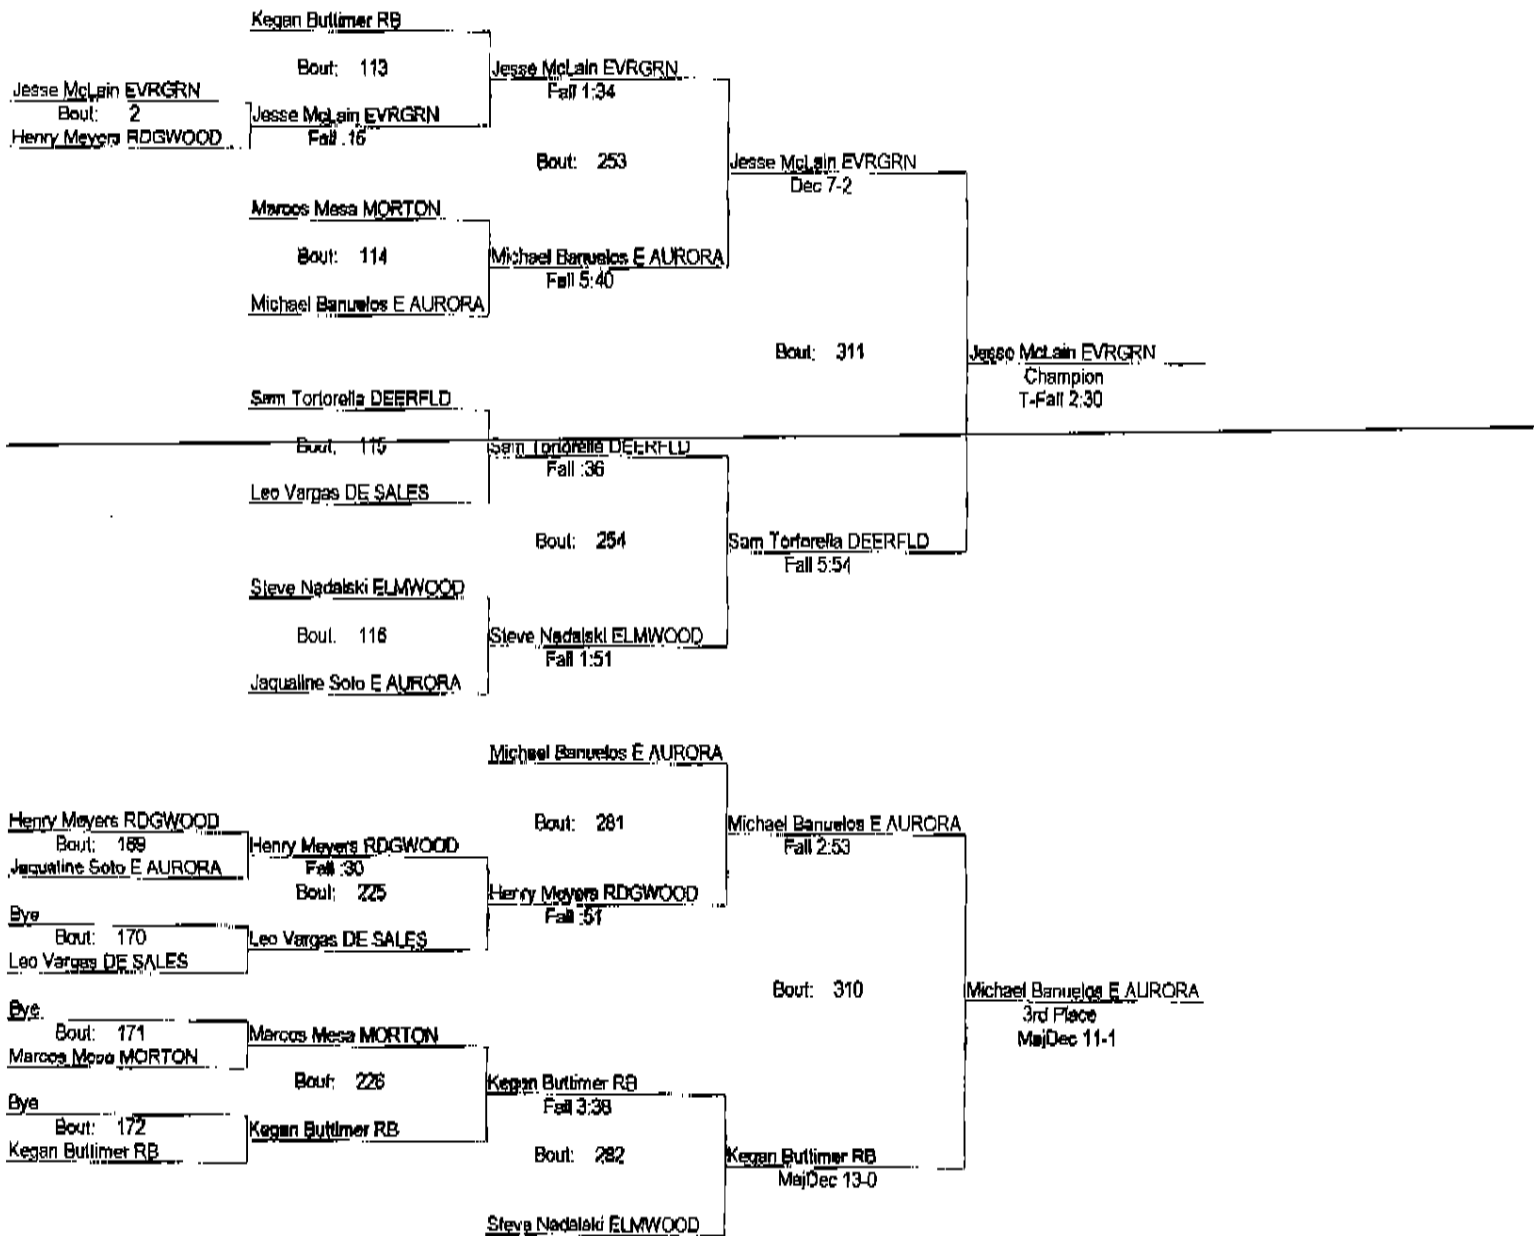 Kegan Buttimer RB
Bout: 113
Jesse McLain EVRGRN
Fall 1:34
Jesse McLain EVRGRN
Bout: 2
Henry Meyers RDGWOOD
Jesse McLain EVRGRN
Fall :15
Bout: 253
Jesse McLain EVRGRN
Dec 7-2
Marcos Mesa MORTON
Bout: 114
Michael Banuelos E AURORA
Fall 5:40
Michael Banuelos E AURORA
Bout: 311
Jesse McLain EVRGRN
Champion
T-Fall 2:30
Sam Tortorella DEERFLD
Bout: 115
Sam Tortorella DEERFLD
Fall :36
Leo Vargas DE SALES
Bout: 254
Sam Tortorella DEERFLD
Fall 5:54
Steve Nadalski ELMWOOD
Bout: 116
Steve Nadalski ELMWOOD
Fall 1:51
Jaqualine Soto E AURORA
Michael Banuelos E AURORA
Bout: 281
Michael Banuelos E AURORA
Fall 2:53
Henry Meyers RDGWOOD
Bout: 169
Jaqualine Soto E AURORA
Henry Meyers RDGWOOD
Fall :30
Bout: 225
Henry Meyers RDGWOOD
Fall :51
Bye
Bout: 170
Leo Vargas DE SALES
Leo Vargas DE SALES
Bout: 310
Michael Banuelos E AURORA
3rd Place
MajDec 11-1
Bye
Bout: 171
Marcos Mesa MORTON
Marcos Mesa MORTON
Bout: 226
Kegan Buttimer RB
Fall 3:38
Bye
Bout: 172
Kegan Buttimer RB
Kegan Buttimer RB
Bout: 282
Kegan Buttimer RB
MajDec 13-0
Steve Nadalski ELMWOOD